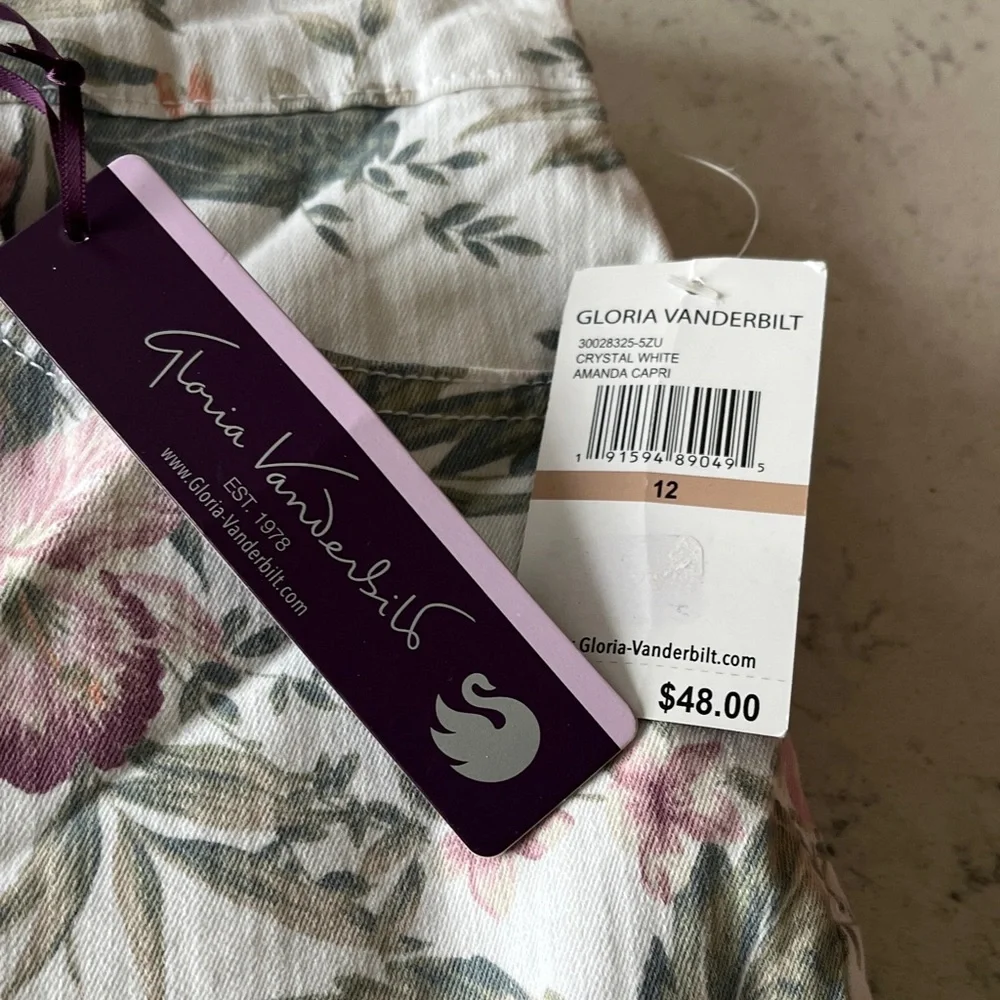 Gloria Vanderbilt
EST. 1978
www.Gloria-Vanderbilt.com
GLORIA VANDERBILT
30028325-5ZU
CRYSTAL WHITE
AMANDA CAPRI
1 91594 89049 5
12
Gloria-Vanderbilt.com
$48.00